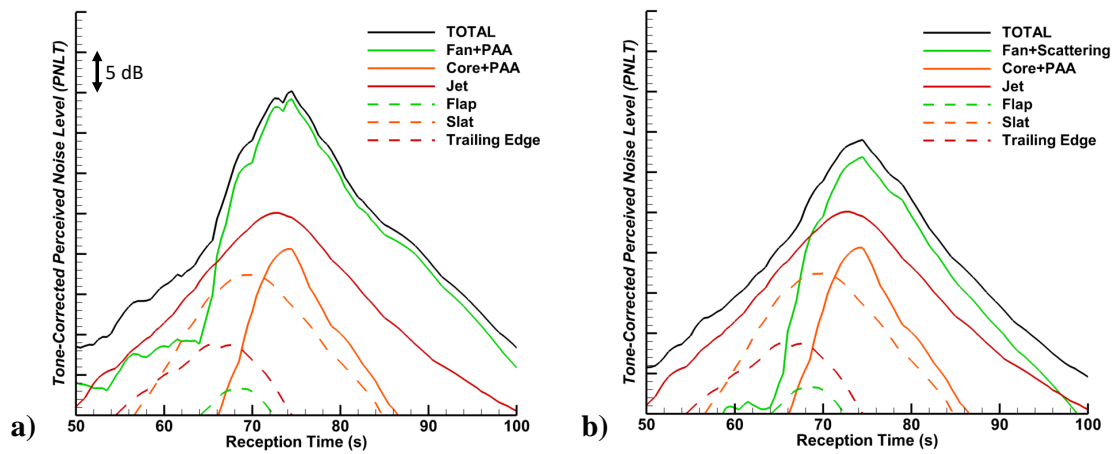 Tone-Corrected Perceived Noise Level (PNLT)
5 dB
TOTAL
Fan+PAA
Core+PAA
Jet
Flap
Slat
Trailing Edge
50 60 70 80 90 100
Reception Time (s)
a)
Tone-Corrected Perceived Noise Level (PNLT)
TOTAL
Fan+Scattering
Core+PAA
Jet
Flap
Slat
Trailing Edge
50 60 70 80 90 100
Reception Time (s)
b)